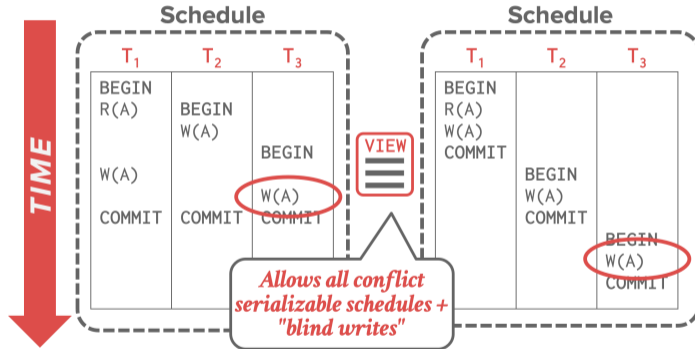 Schedule
T1 T2 T3
BEGIN
R(A) BEGIN
W(A)
BEGIN
W(A)
W(A)
COMMIT COMMIT COMMIT
TIME
VIEW
Allows all conflict
serializable schedules +
"blind writes"
Schedule
T1 T2 T3
BEGIN
R(A)
W(A)
COMMIT
BEGIN
W(A)
COMMIT
BEGIN
W(A)
COMMIT